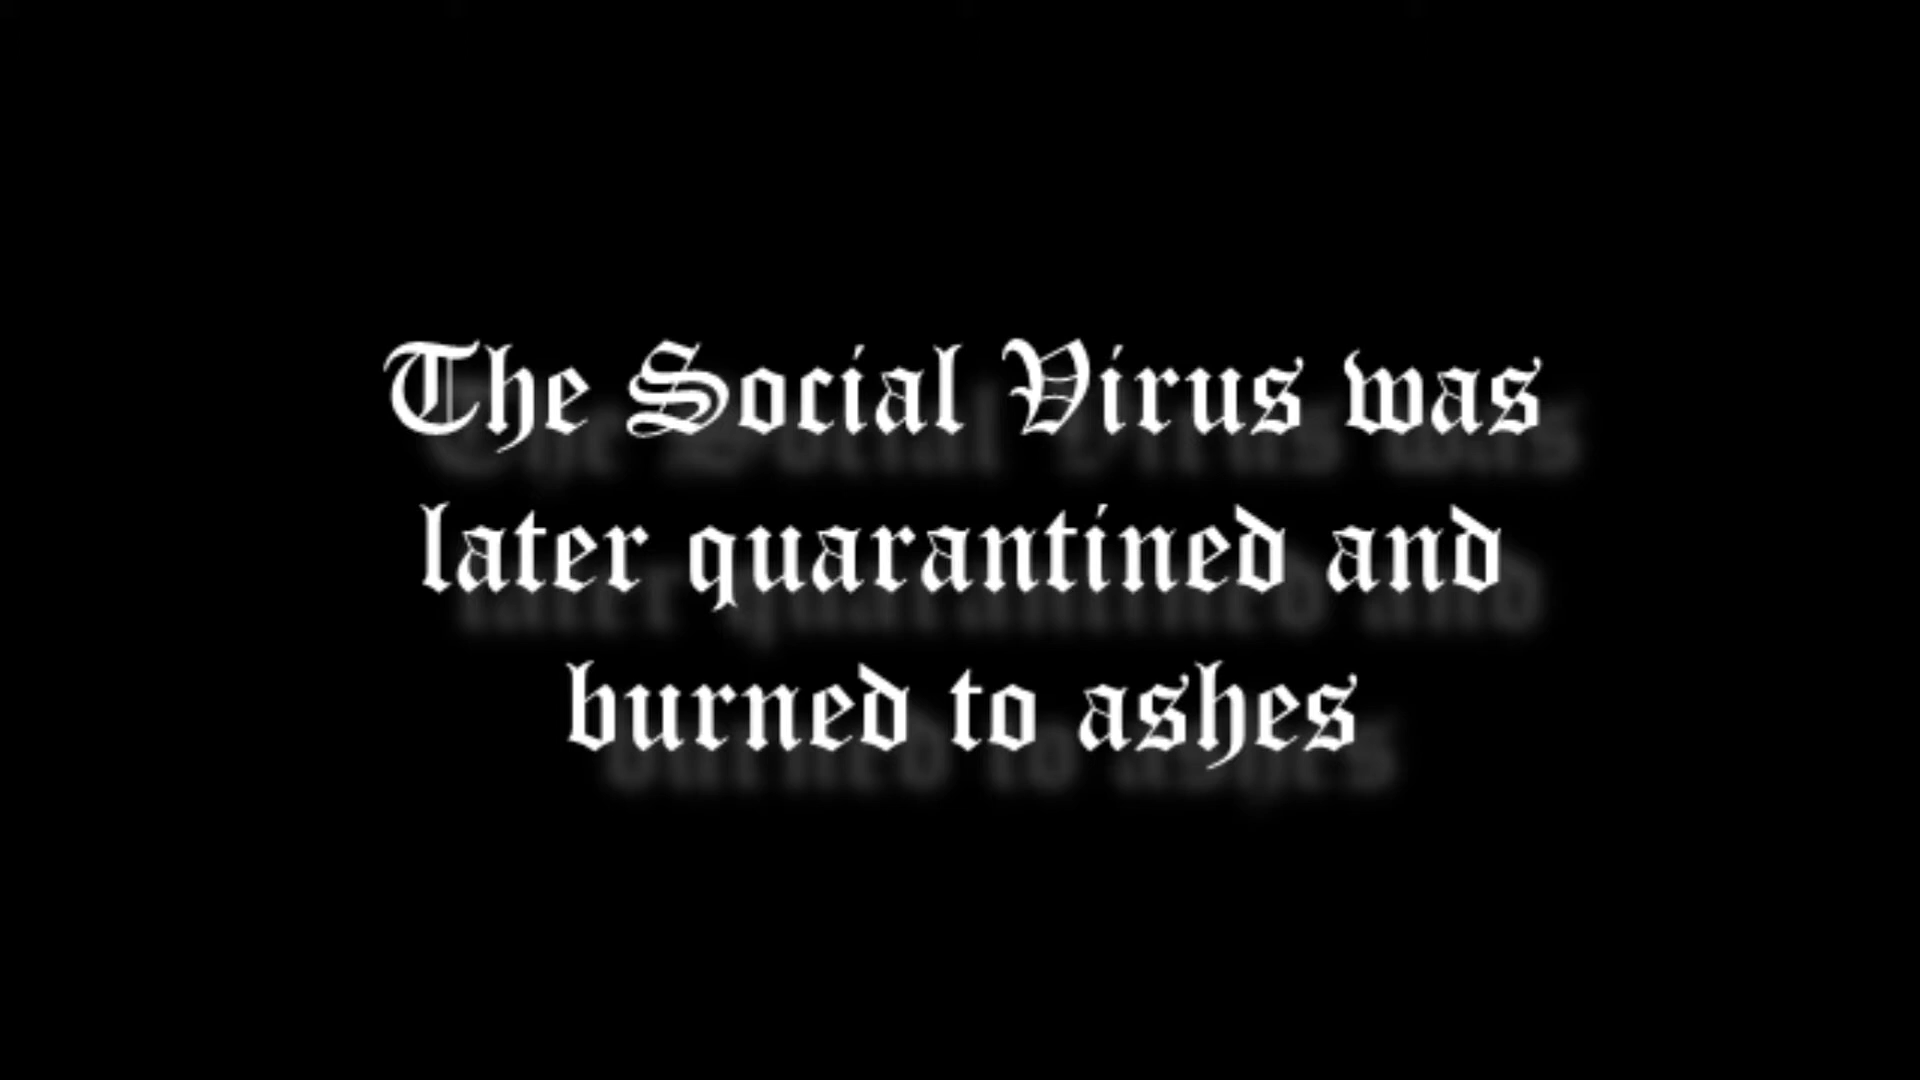 The Social Virus was
later quarantined and
burned to ashes